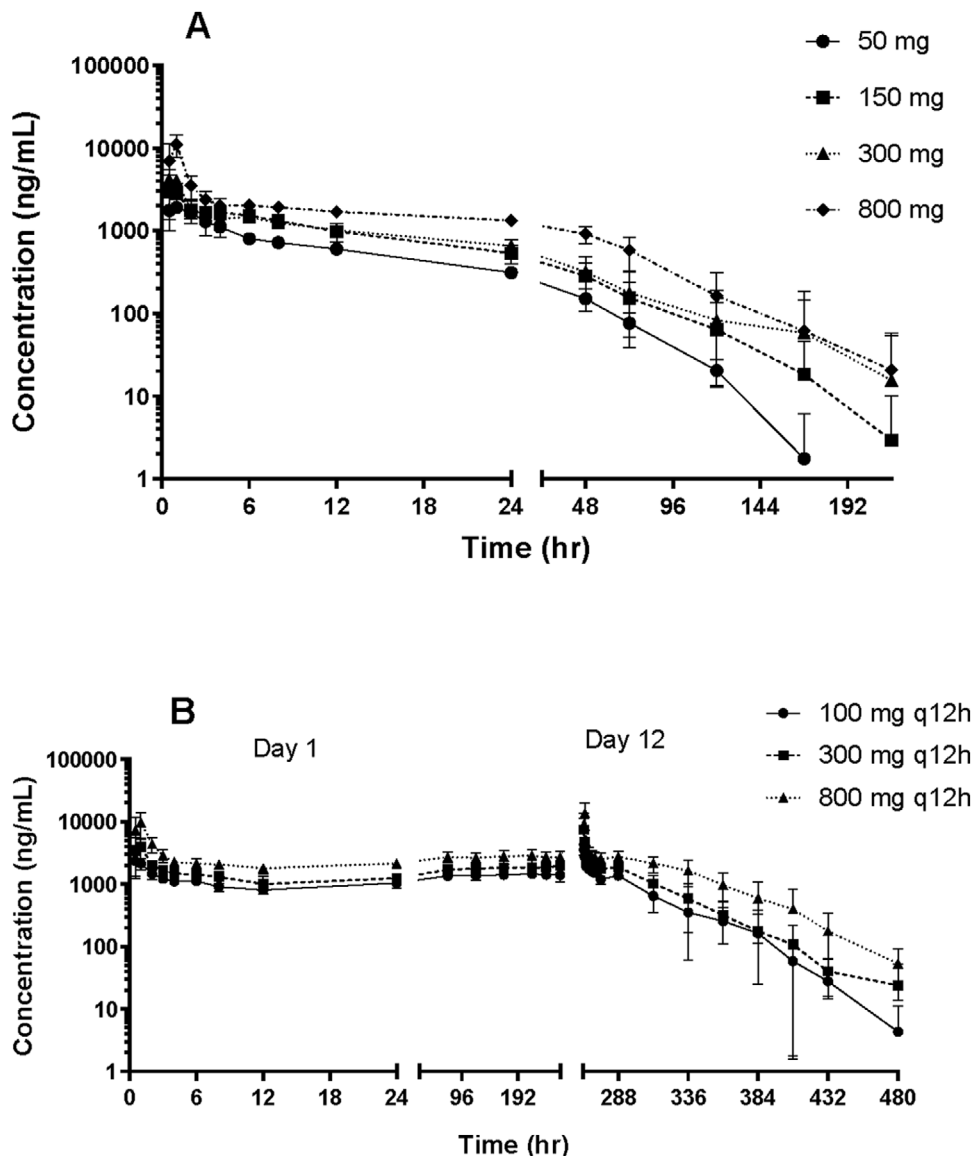 A
50 mg
150 mg
300 mg
800 mg
100000
10000
1000
100
10
1
Concentration (ng/mL)
0 6 12 18 24 48 96 144 192
Time (hr)
B
Day 1
Day 12
100 mg q12h
300 mg q12h
800 mg q12h
100000
10000
1000
100
10
1
Concentration (ng/mL)
0 6 12 18 24 96 192 288 336 384 432 480
Time (hr)